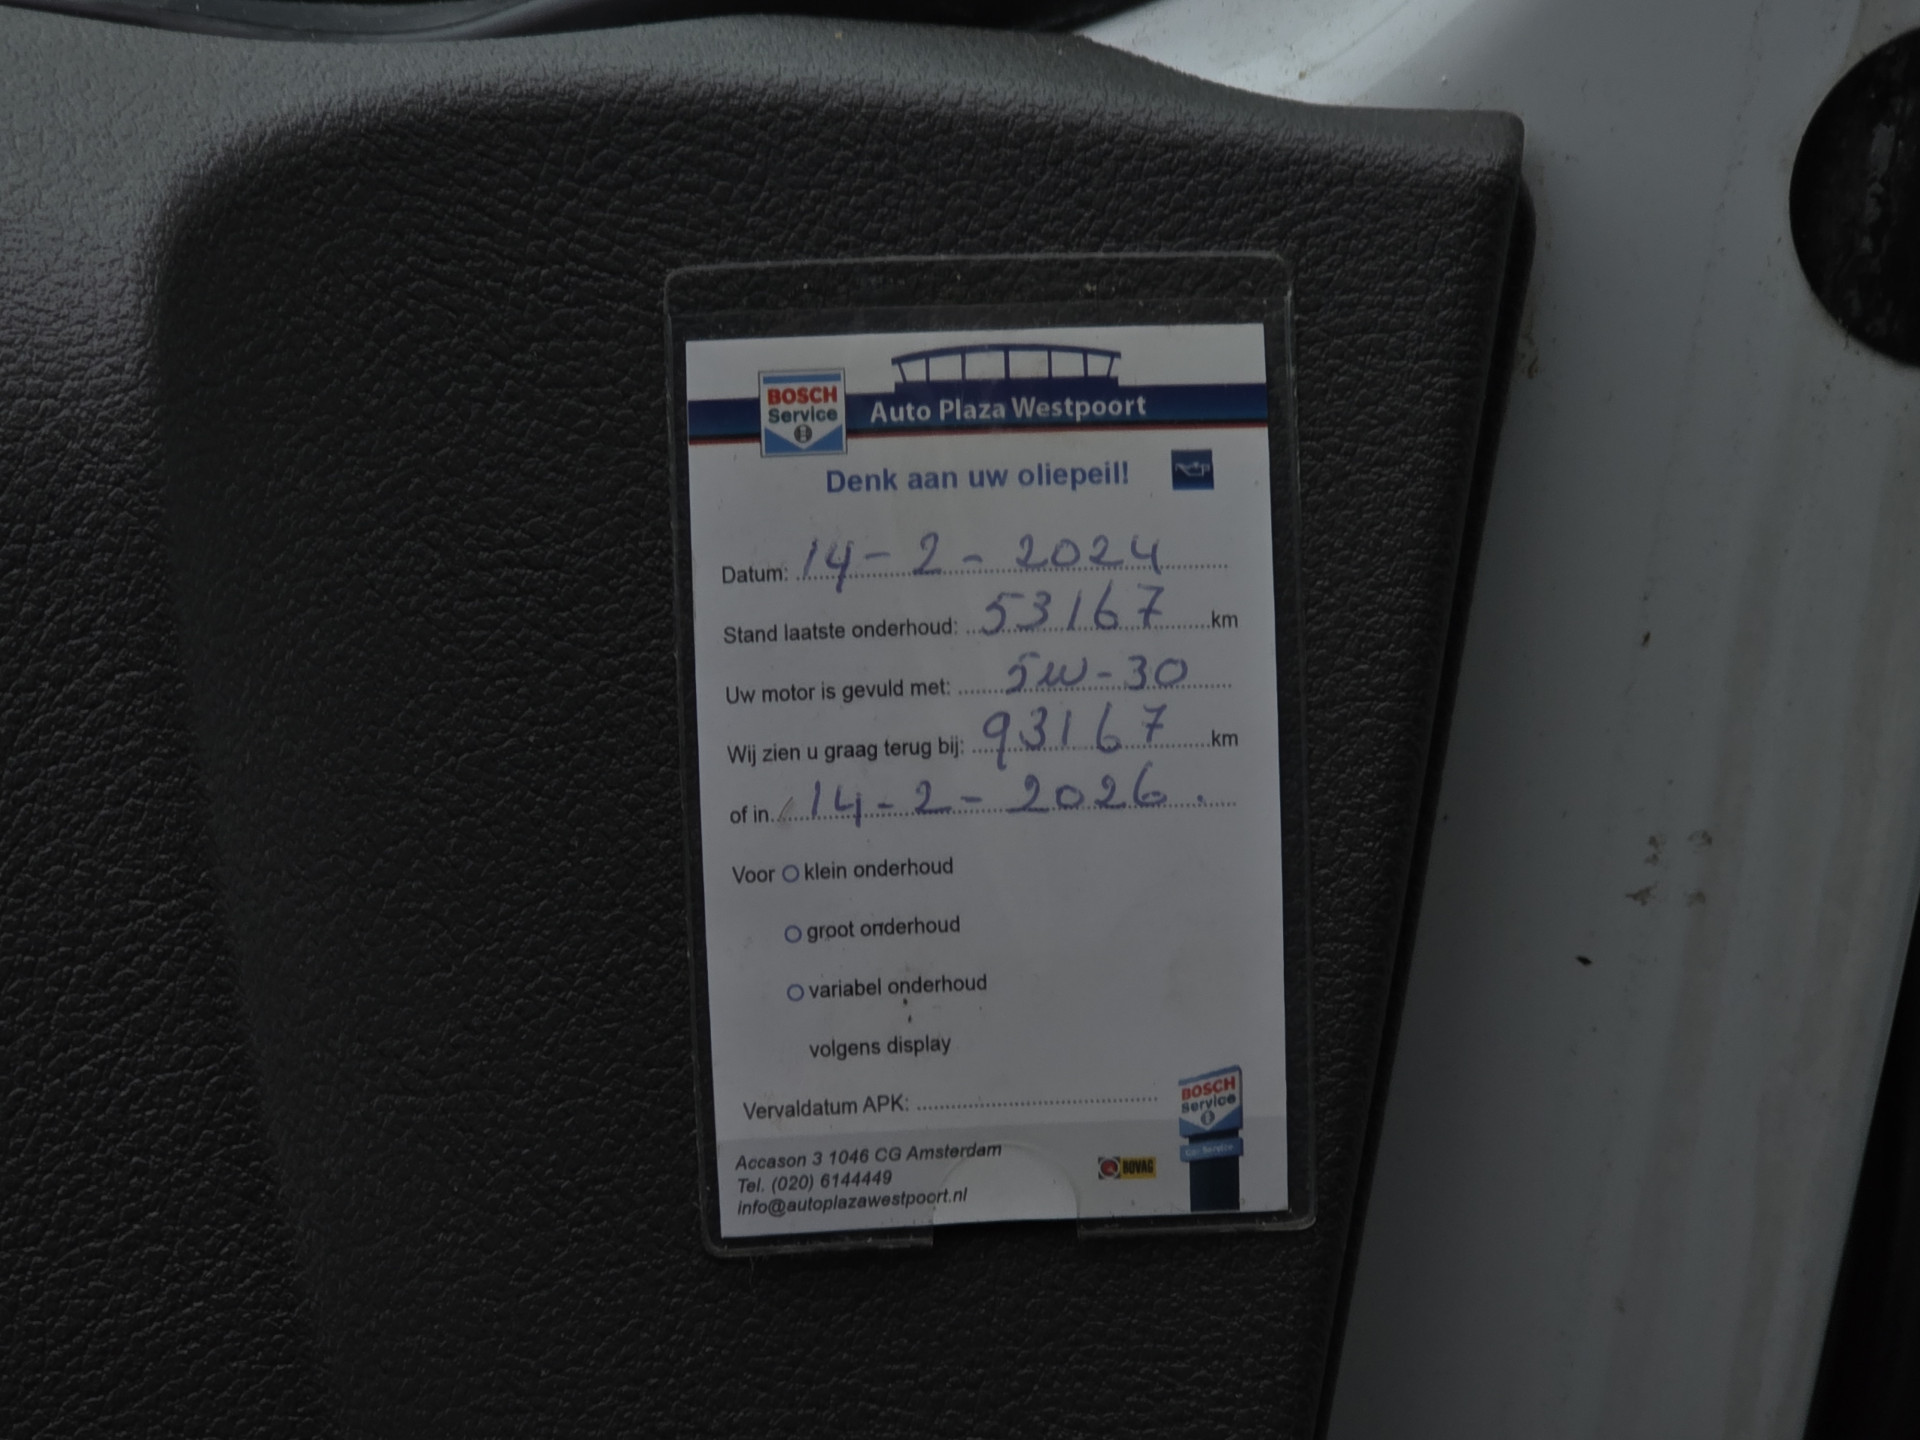 BOSCH
Service
Auto Plaza Westpoort
Denk aan uw oliepeil!
Datum: 14-2-2024
Stand laatste onderhoud: 53167 km
Uw motor is gevuld met: 5W-30
Wij zien u graag terug bij: 93167 km
of in 14-2-2026.
Voor klein onderhoud
groot onderhoud
variabel onderhoud
volgens display
Vervaldatum APK:
BOSCH
Service
Accason 3 1046 CG Amsterdam
Tel. (020) 6144449
info@autoplazawestpoort.nl
BOVAG